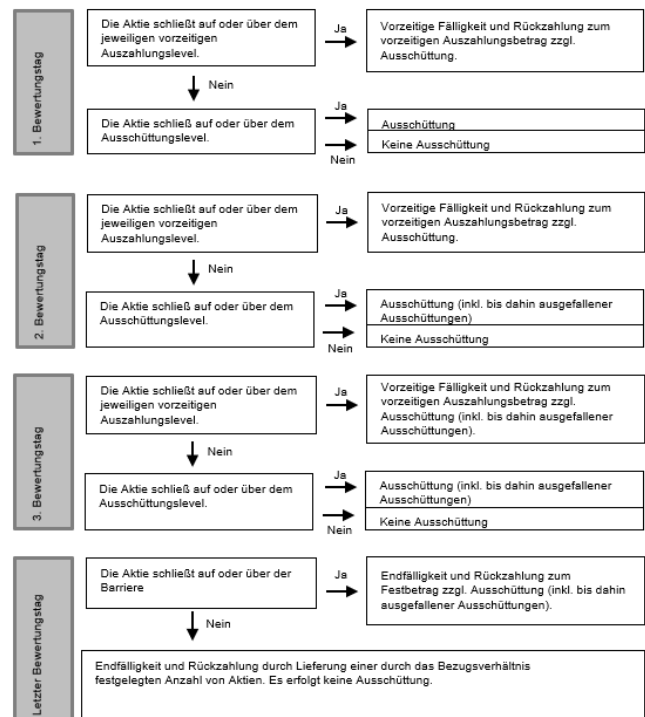 1. Bewertungstag
Die Aktie schließt auf oder über dem
jeweiligen vorzeitigen
Auszahlungslevel.
Ja
Vorzeitige Fälligkeit und Rückzahlung zum
vorzeitigen Auszahlungsbetrag zzgl.
Ausschüttung.
Nein
Die Aktie schließ auf oder über dem
Ausschüttungslevel.
Ja
Ausschüttung
Nein
Keine Ausschüttung
2. Bewertungstag
Die Aktie schließt auf oder über dem
jeweiligen vorzeitigen
Auszahlungslevel.
Ja
Vorzeitige Fälligkeit und Rückzahlung zum
vorzeitigen Auszahlungsbetrag zzgl.
Ausschüttung.
Nein
Die Aktie schließ auf oder über dem
Ausschüttungslevel.
Ja
Ausschüttung (inkl. bis dahin ausgefallener
Ausschüttungen)
Nein
Keine Ausschüttung
3. Bewertungstag
Die Aktie schließt auf oder über dem
jeweiligen vorzeitigen
Auszahlungslevel.
Ja
Vorzeitige Fälligkeit und Rückzahlung zum
vorzeitigen Auszahlungsbetrag zzgl.
Ausschüttung (inkl. bis dahin ausgefallener
Ausschüttungen).
Nein
Die Aktie schließ auf oder über dem
Ausschüttungslevel.
Ja
Ausschüttung (inkl. bis dahin ausgefallener
Ausschüttungen)
Nein
Keine Ausschüttung
Letzter Bewertungstag
Die Aktie schließt auf oder über der
Barriere
Ja
Endfälligkeit und Rückzahlung zum
Festbetrag zzgl. Ausschüttung (inkl. bis dahin
ausgefallener Ausschüttungen).
Nein
Endfälligkeit und Rückzahlung durch Lieferung einer durch das Bezugsverhältnis
festgelegten Anzahl von Aktien. Es erfolgt keine Ausschüttung.